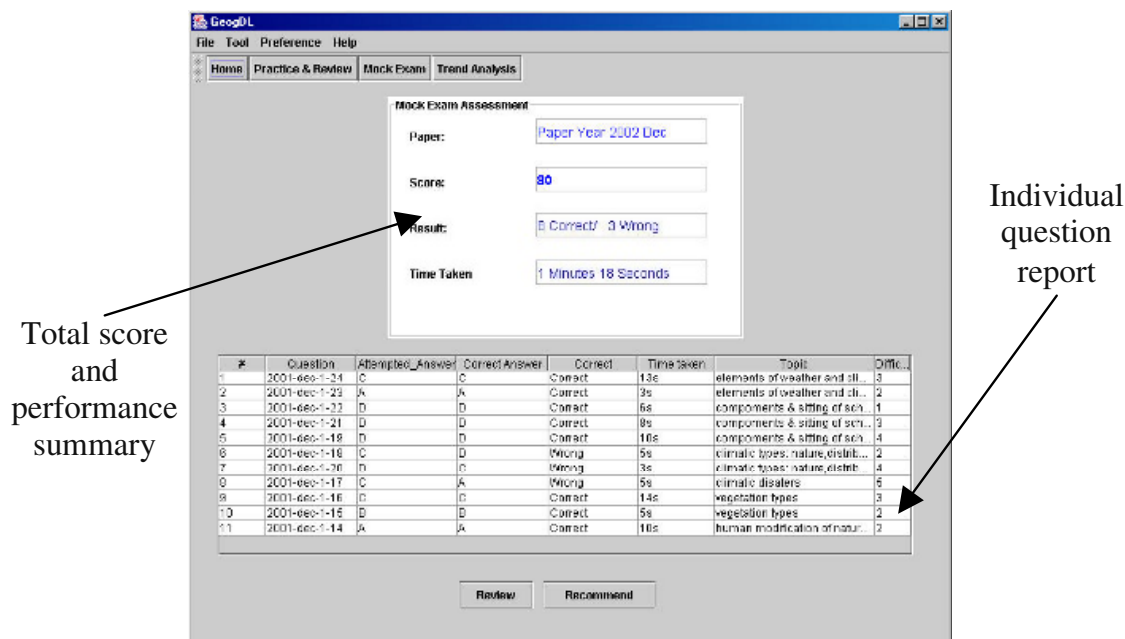 GeogDL
File Tool Preference Help
Home Practice & Review Mock Exam Trend Analysis
Mock Exam Assessment
Paper: Paper Year 2002 Dec
Score: 80
Result: 8 Correct/ 3 Wrong
Time Taken 1 Minutes 18 Seconds
Individual
question
report
Total score
and
performance
summary
# Question Attempted_Answer Correct Answer Correct Time taken Topic Diffic...
1 2001-dec-1-24 C C Correct 13s elements of weather and cli... 3
2 2001-dec-1-23 A A Correct 3s elements of weather and cli... 2
3 2001-dec-1-22 D D Correct 6s compoments & sitting of sch... 1
4 2001-dec-1-21 D D Correct 8s compoments & sitting of sch... 3
5 2001-dec-1-19 D D Correct 10s compoments & sitting of sch... 4
6 2001-dec-1-18 C D Wrong 5s climatic types: nature,distrib... 2
7 2001-dec-1-20 D C Wrong 3s climatic types: nature,distrib... 4
8 2001-dec-1-17 C A Wrong 5s climatic disaters 5
9 2001-dec-1-16 C C Correct 14s vegetation types 3
10 2001-dec-1-15 D D Correct 5s vegetation types 2
11 2001-dec-1-14 A A Correct 10s human modification of natur... 2
Review Recommend